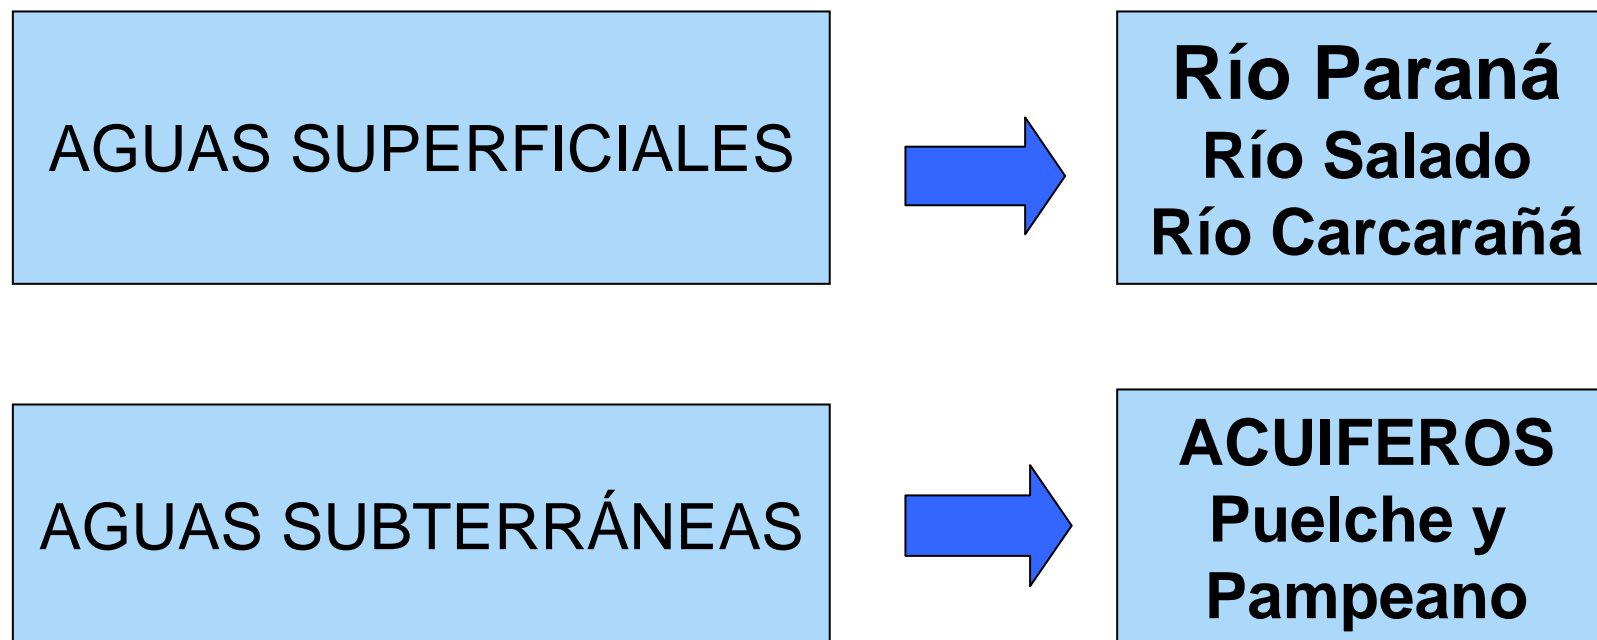 AGUAS SUPERFICIALES
Río Paraná
Río Salado
Río Carcarañá
AGUAS SUBTERRÁNEAS
ACUIFEROS
Puelche y
Pampeano